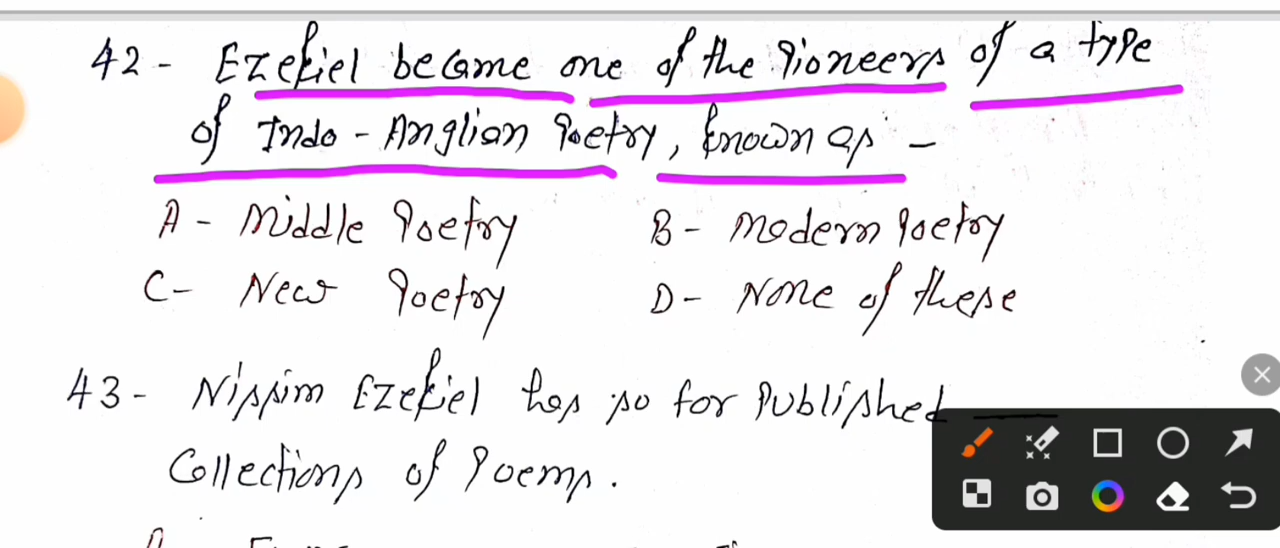 42 - Ezekiel became one of the Pioneers of a type
of Indo - Anglian Poetry, known as -
A - Middle Poetry B - Modern Poetry
C - New Poetry D - None of these
43 - Nissim Ezekiel has so for Published
Collections of Poems.